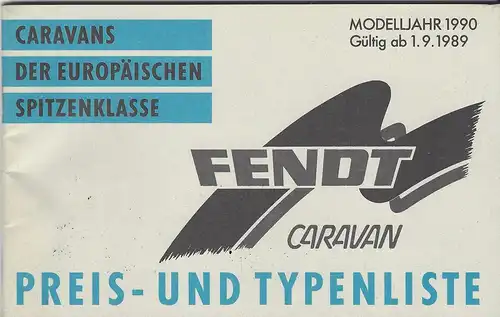 CARAVANS
DER EUROPÄISCHEN
SPITZENKLASSE
MODELLJAHR 1990
Gültig ab 1.9.1989
FENDT
CARAVAN
PREIS- UND TYPENLISTE